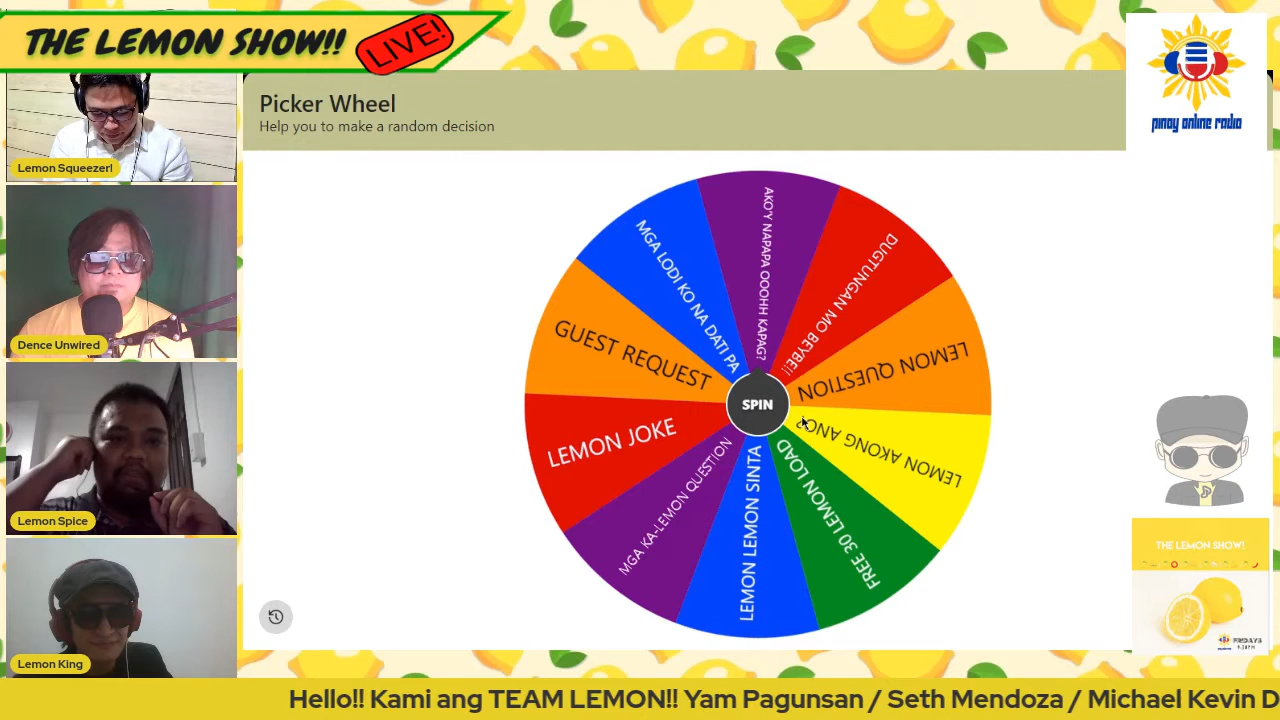 THE LEMON SHOW!!
LIVE!
pinoy online radio
Picker Wheel
Help you to make a random decision
Lemon Squeezer!
Dence Unwired
Lemon Spice
Lemon King
AKO'Y NAPAPA OOOHH KAPAG?
DUGTUNGAN MO BEYBE!!
LEMON QUESTION
LEMON AKONG ANO?
FREE 30 LEMON LOAD
LEMON LEMON SINTA
MGA KA-LEMON QUESTION
LEMON JOKE
GUEST REQUEST
MGA LODI KO NA DATI PA
SPIN
THE LEMON SHOW!
FRIDAYS
Hello!! Kami ang TEAM LEMON!! Yam Pagunsan / Seth Mendoza / Michael Kevin D